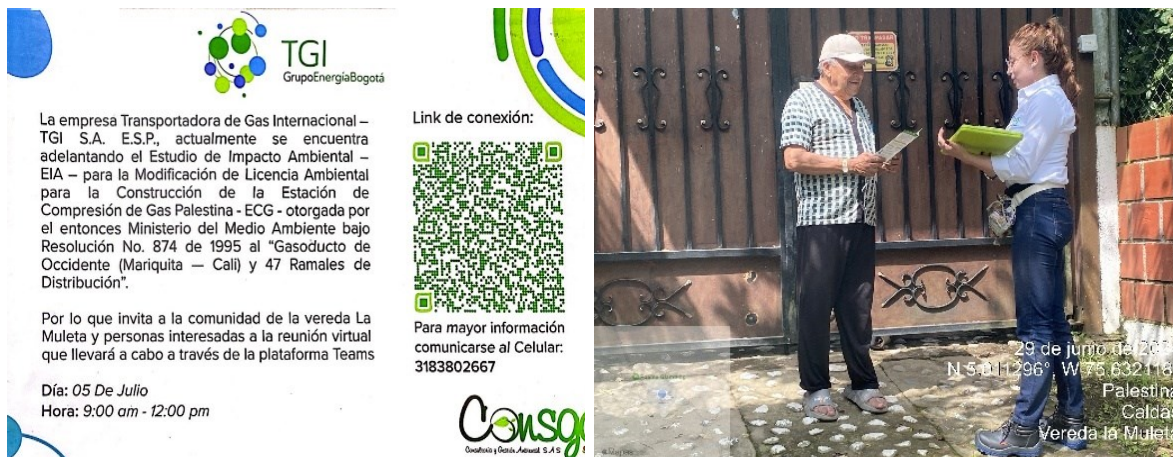 TGI
GrupoEnergíaBogotá
La empresa Transportadora de Gas Internacional –
TGI S.A. E.S.P., actualmente se encuentra
adelantando el Estudio de Impacto Ambiental –
EIA – para la Modificación de Licencia Ambiental
para la Construcción de la Estación de
Compresión de Gas Palestina - ECG - otorgada por
el entonces Ministerio del Medio Ambiente bajo
Resolución No. 874 de 1995 al “Gasoducto de
Occidente (Mariquita — Cali) y 47 Ramales de
Distribución”.
Por lo que invita a la comunidad de la vereda La
Muleta y personas interesadas a la reunión virtual
que llevará a cabo a través de la plataforma Teams
Día: 05 De Julio
Hora: 9:00 am - 12:00 pm
Link de conexión:
Para mayor información
comunicarse al Celular:
3183802667
Consg
Consultoría y Gestión Ambiental S.A.S
29 de junio de
Palestina
Caldas
Vereda la Muleta